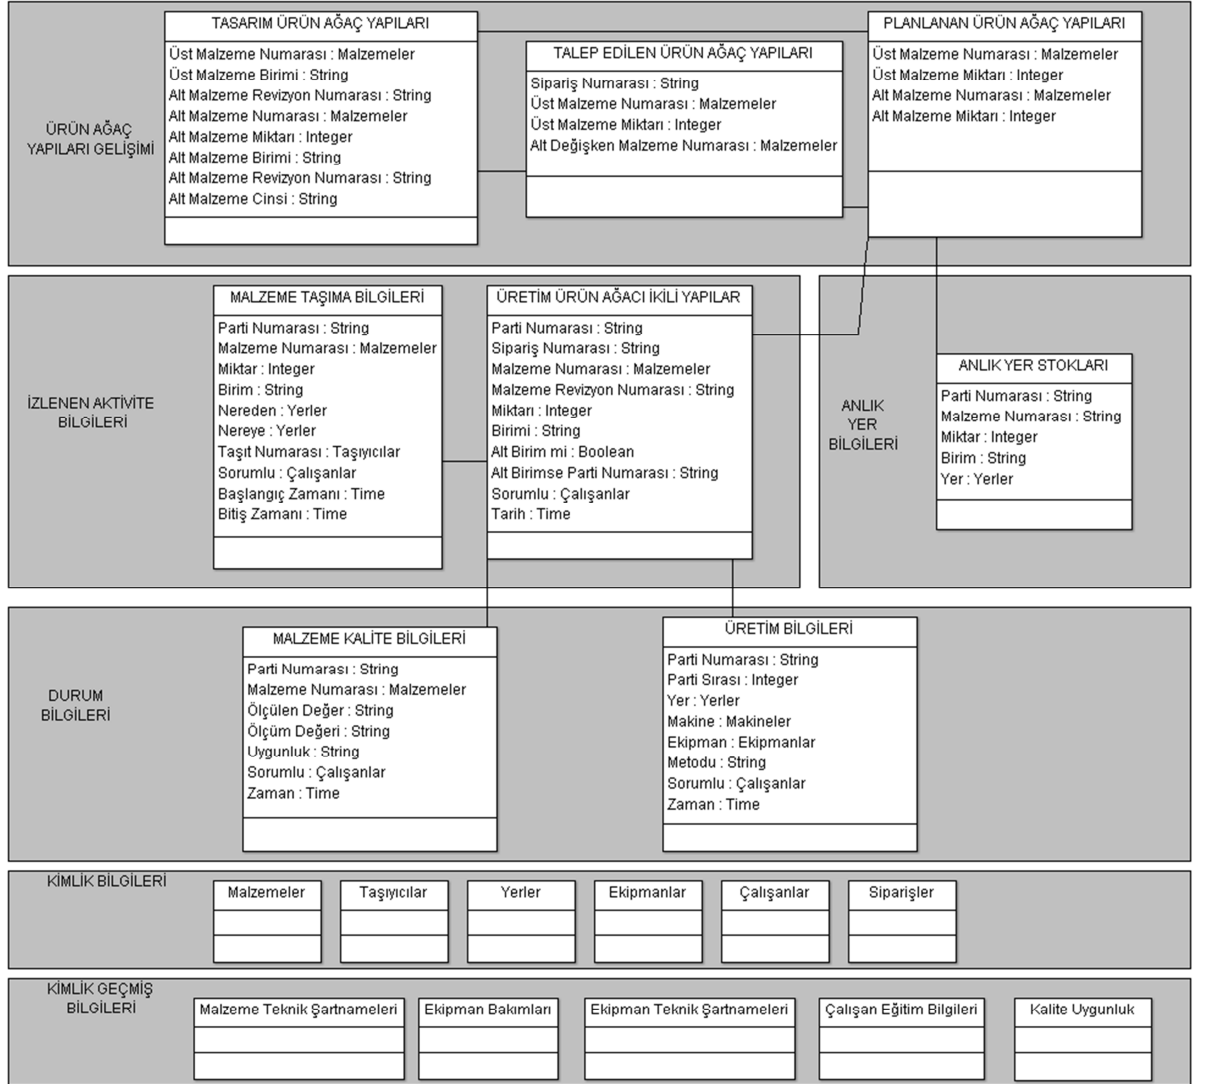 ÜRÜN AĞAÇ
YAPILARI GELİŞİMİ
TASARIM ÜRÜN AĞAÇ YAPILARI
Üst Malzeme Numarası : Malzemeler
Üst Malzeme Birimi : String
Alt Malzeme Revizyon Numarası : String
Alt Malzeme Numarası : Malzemeler
Alt Malzeme Miktarı : Integer
Alt Malzeme Birimi : String
Alt Malzeme Revizyon Numarası : String
Alt Malzeme Cinsi : String
TALEP EDİLEN ÜRÜN AĞAÇ YAPILARI
Sipariş Numarası : String
Üst Malzeme Numarası : Malzemeler
Üst Malzeme Miktarı : Integer
Alt Değişken Malzeme Numarası : Malzemeler
PLANLANAN ÜRÜN AĞAÇ YAPILARI
Üst Malzeme Numarası : Malzemeler
Üst Malzeme Miktarı : Integer
Alt Malzeme Numarası : Malzemeler
Alt Malzeme Miktarı : Integer
İZLENEN AKTİVİTE
BİLGİLERİ
MALZEME TAŞIMA BİLGİLERİ
Parti Numarası : String
Malzeme Numarası : Malzemeler
Miktar : Integer
Birim : String
Nereden : Yerler
Nereye : Yerler
Taşıt Numarası : Taşıyıcılar
Sorumlu : Çalışanlar
Başlangıç Zamanı : Time
Bitiş Zamanı : Time
ÜRETİM ÜRÜN AĞACI İKİLİ YAPILAR
Parti Numarası : String
Sipariş Numarası : String
Malzeme Numarası : Malzemeler
Malzeme Revizyon Numarası : String
Miktarı : Integer
Birimi : String
Alt Birim mi : Boolean
Alt Birimse Parti Numarası : String
Sorumlu : Çalışanlar
Tarih : Time
ANLIK
YER
BİLGİLERİ
ANLIK YER STOKLARI
Parti Numarası : String
Malzeme Numarası : String
Miktar : Integer
Birim : String
Yer : Yerler
DURUM
BİLGİLERİ
MALZEME KALİTE BİLGİLERİ
Parti Numarası : String
Malzeme Numarası : Malzemeler
Ölçülen Değer : String
Ölçüm Değeri : String
Uygunluk : String
Sorumlu : Çalışanlar
Zaman : Time
ÜRETİM BİLGİLERİ
Parti Numarası : String
Parti Sırası : Integer
Yer : Yerler
Makine : Makineler
Ekipman : Ekipmanlar
Metodu : String
Sorumlu : Çalışanlar
Zaman : Time
KİMLİK BİLGİLERİ
Malzemeler
Taşıyıcılar
Yerler
Ekipmanlar
Çalışanlar
Siparişler
KİMLİK GEÇMİŞ
BİLGİLERİ
Malzeme Teknik Şartnameleri
Ekipman Bakımları
Ekipman Teknik Şartnameleri
Çalışan Eğitim Bilgileri
Kalite Uygunluk